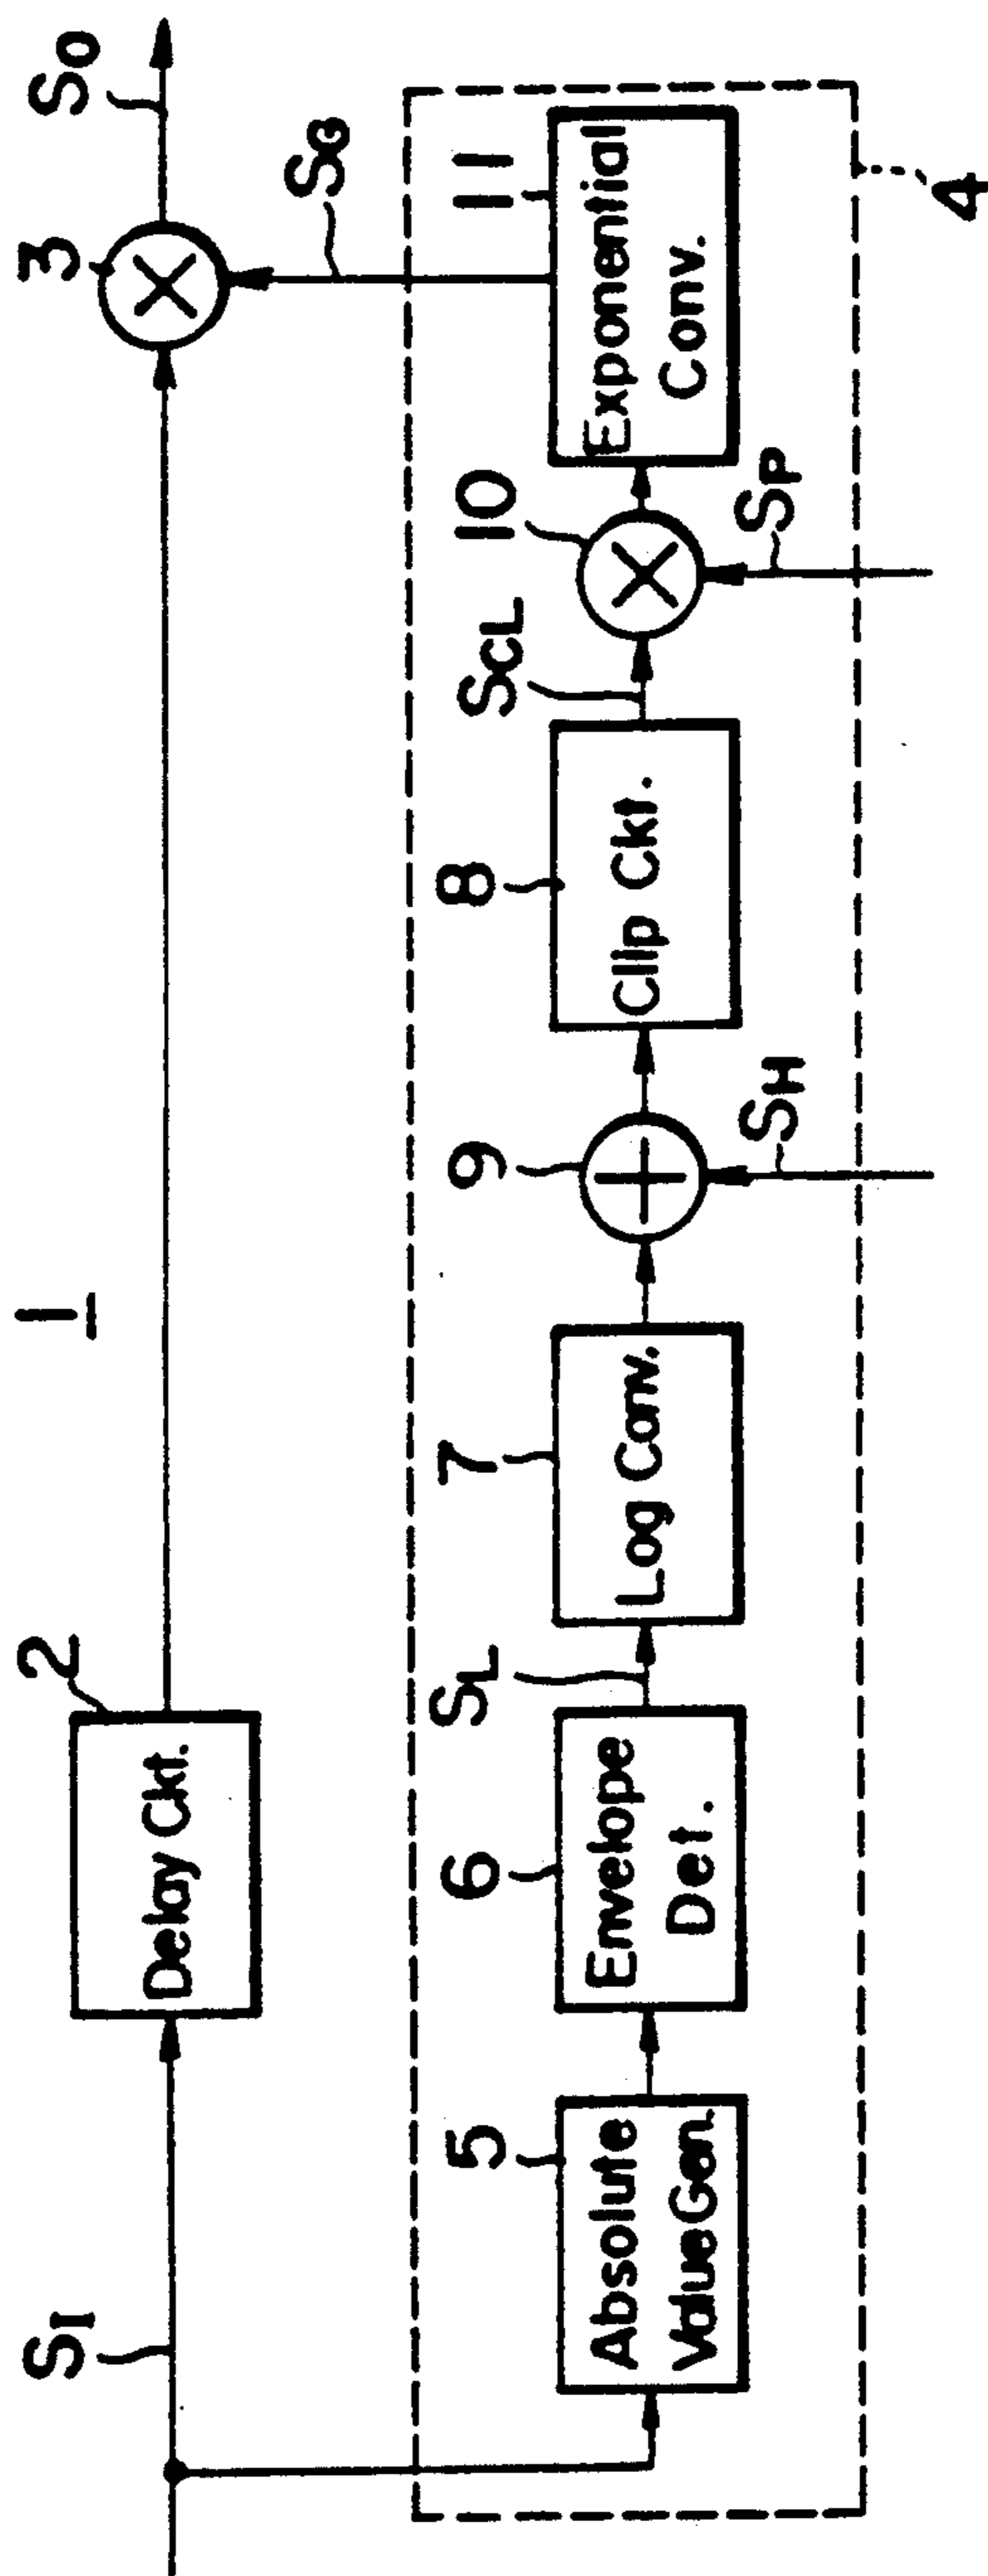 1
SI
2
Delay Ckt.
3
SO
SG
4
5
Absolute
Value Gen.
6
Envelope
Det.
SL
7
Log Conv.
9
SH
8
Clip Ckt.
SCL
10
SP
11
Exponential
Conv.